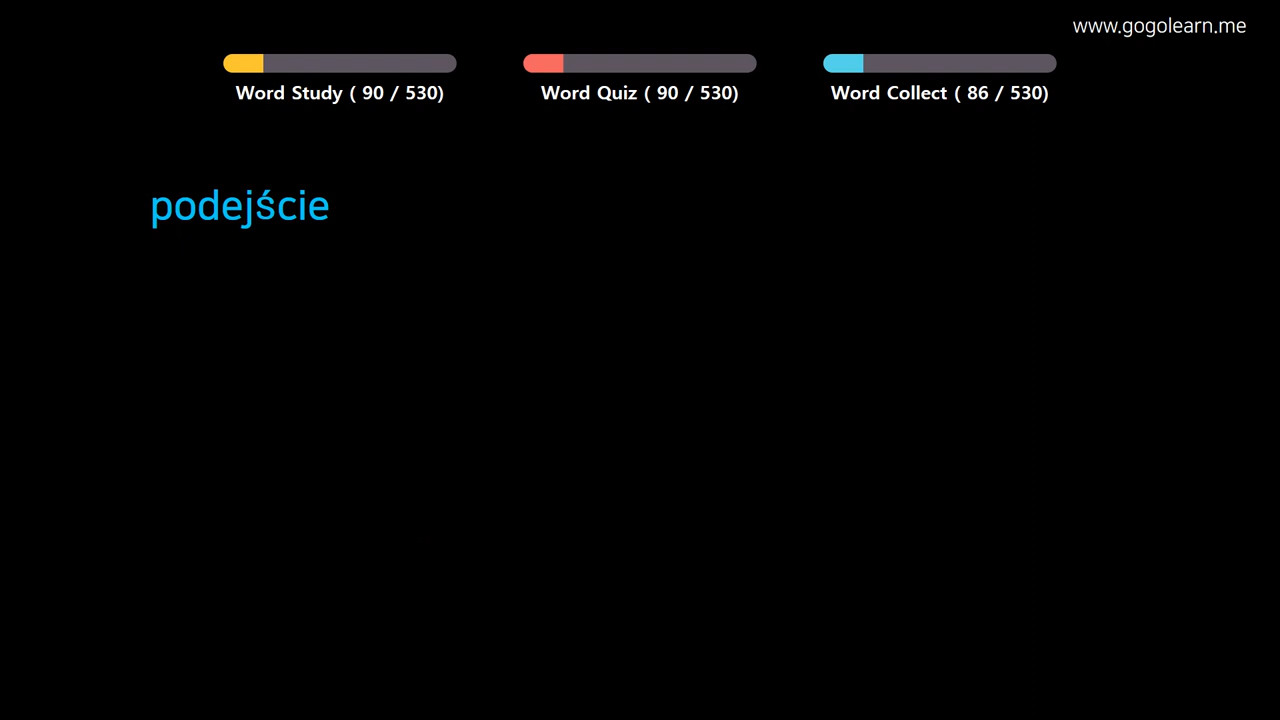 www.gogolearn.me
Word Study ( 90 / 530)
Word Quiz ( 90 / 530)
Word Collect ( 86 / 530)
podejście